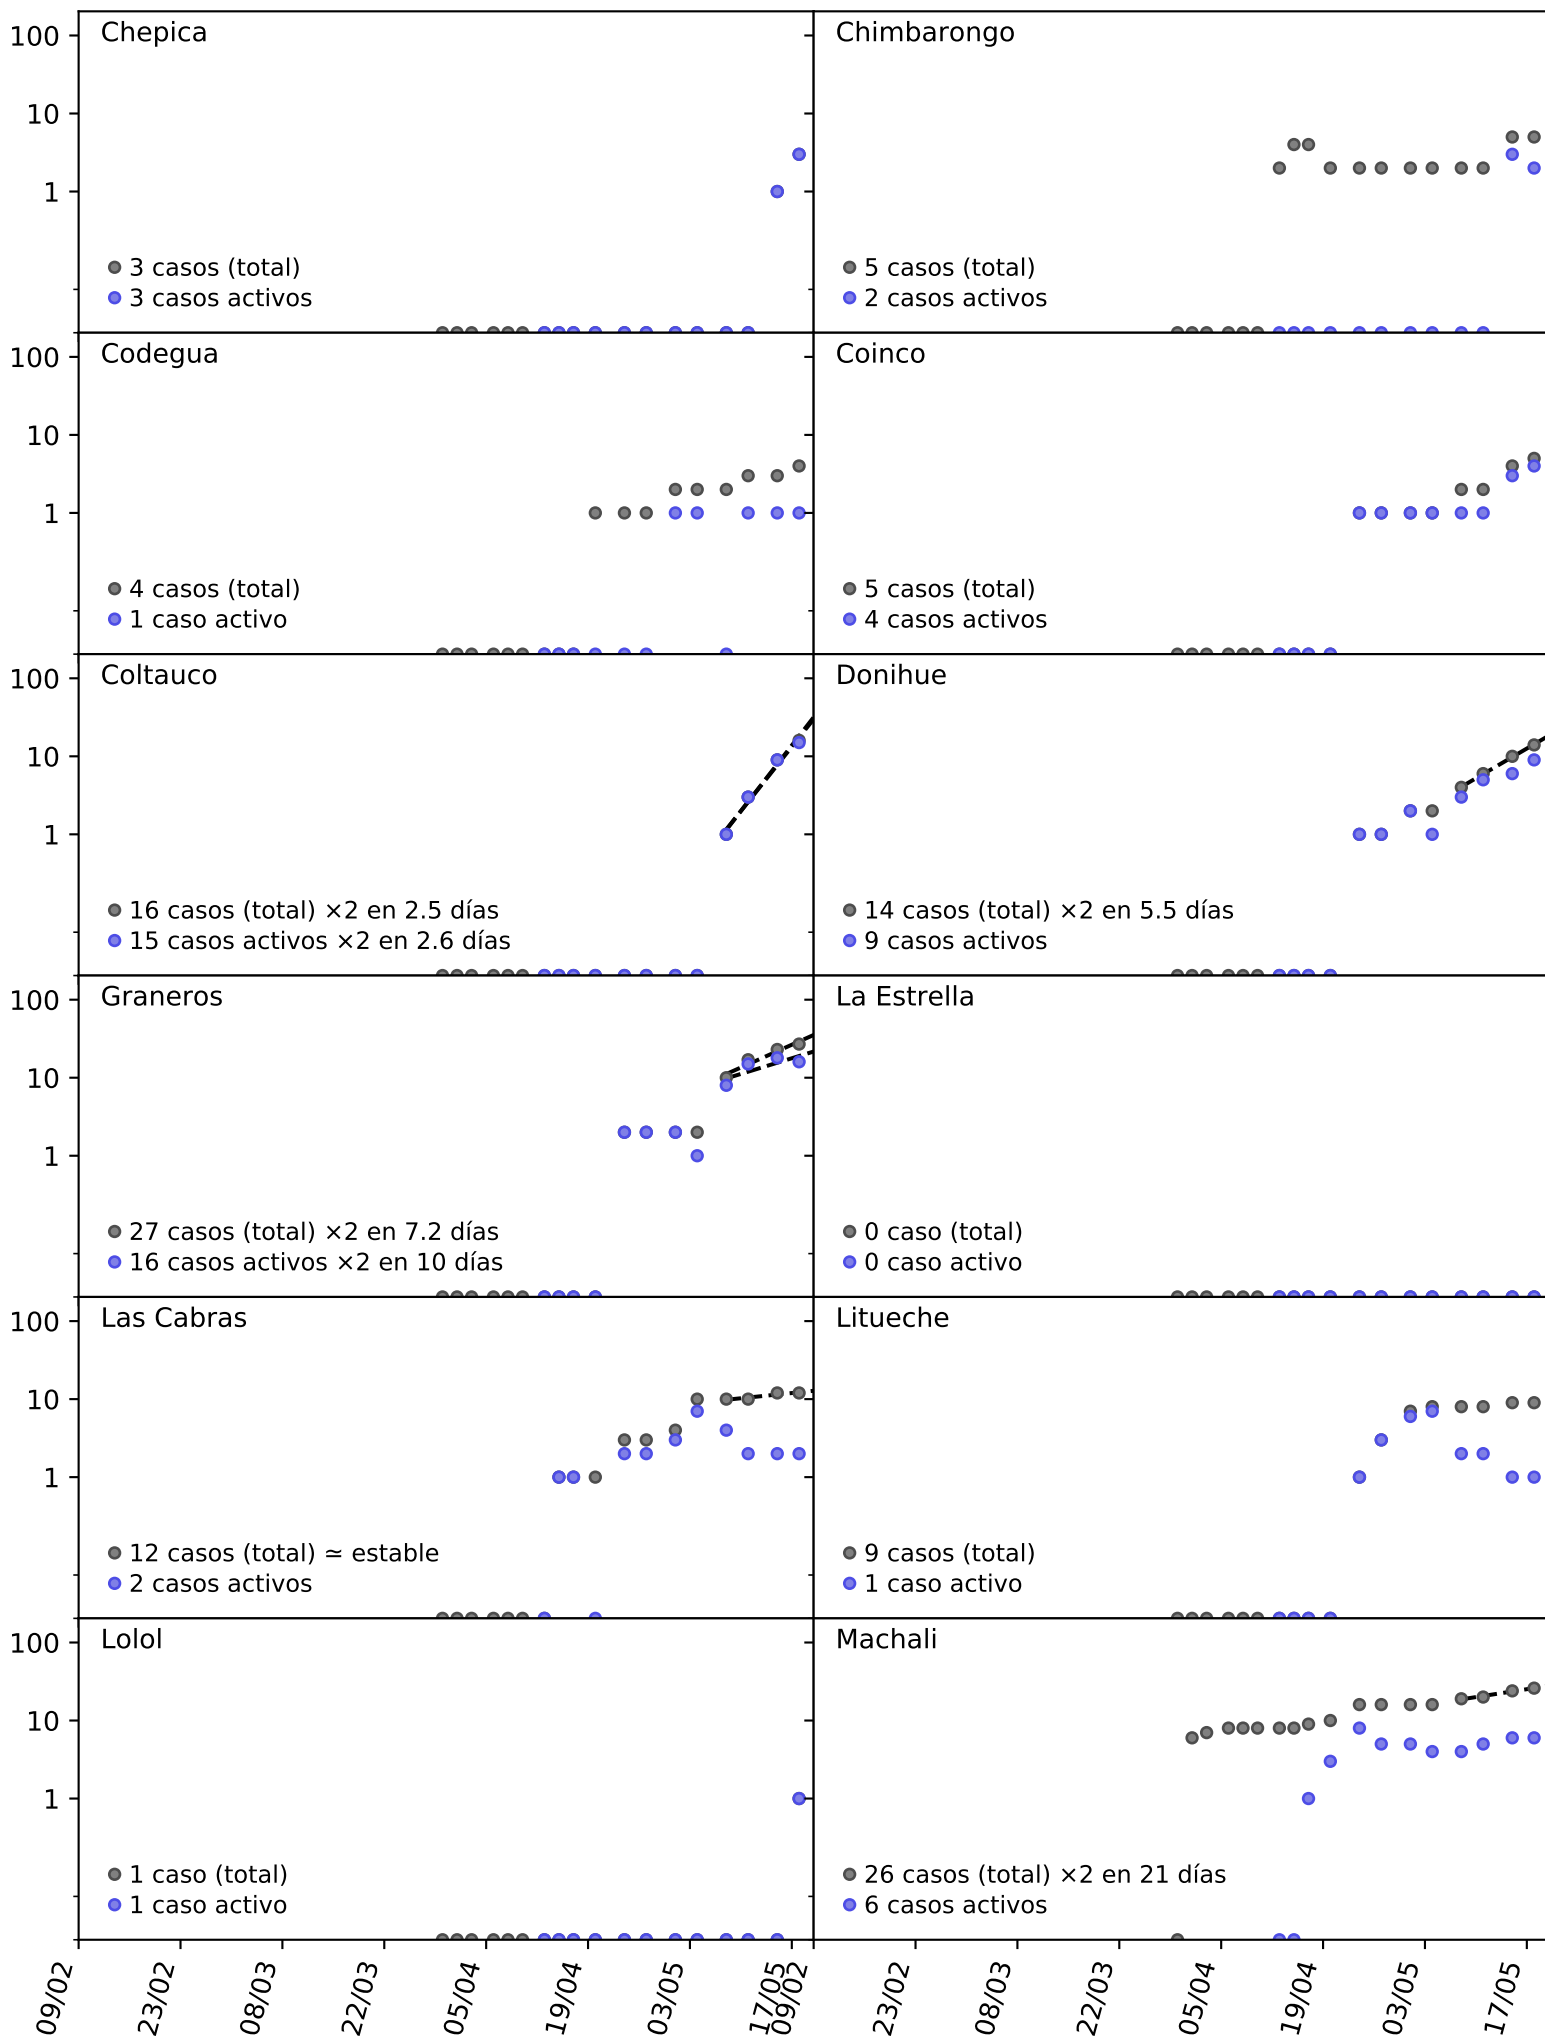 100
10
1
Chepica
3 casos (total)
3 casos activos
Chimbarongo
5 casos (total)
2 casos activos
100
10
1
Codegua
4 casos (total)
1 caso activo
Coinco
5 casos (total)
4 casos activos
100
10
1
Coltauco
16 casos (total) ×2 en 2.5 días
15 casos activos ×2 en 2.6 días
Donihue
14 casos (total) ×2 en 5.5 días
9 casos activos
100
10
1
Graneros
27 casos (total) ×2 en 7.2 días
16 casos activos ×2 en 10 días
La Estrella
0 caso (total)
0 caso activo
100
10
1
Las Cabras
12 casos (total) ≃ estable
2 casos activos
Litueche
9 casos (total)
1 caso activo
100
10
1
Lolol
1 caso (total)
1 caso activo
Machali
26 casos (total) ×2 en 21 días
6 casos activos
09/02
23/02
08/03
22/03
05/04
19/04
03/05
17/05
09/02
23/02
08/03
22/03
05/04
19/04
03/05
17/05